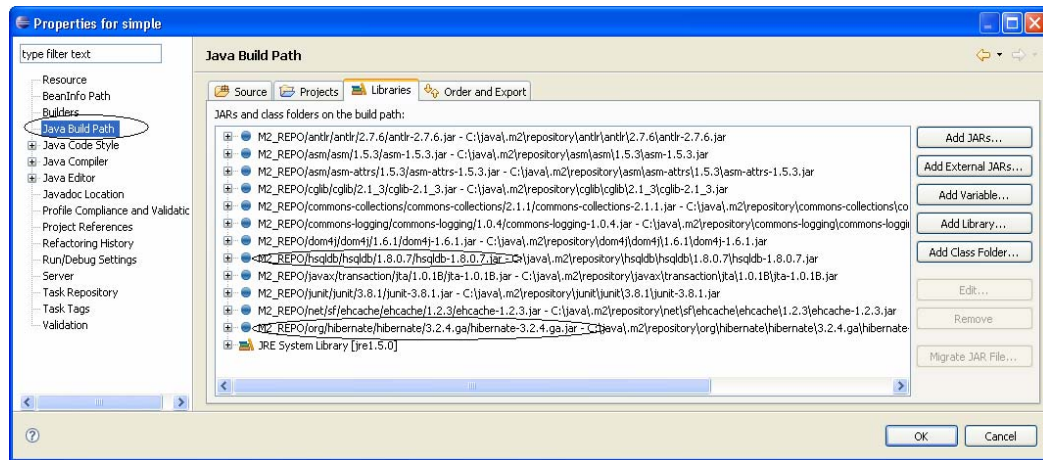 Properties for simple
type filter text
Resource
BeanInfo Path
Builders
Java Build Path
Java Code Style
Java Compiler
Java Editor
Javadoc Location
Profile Compliance and Validatic
Project References
Refactoring History
Run/Debug Settings
Server
Task Repository
Task Tags
Validation
Java Build Path
Source Projects Libraries Order and Export
JARs and class folders on the build path:
M2_REPO/antlr/antlr/2.7.6/antlr-2.7.6.jar - C:\java\.m2\repository\antlr\antlr\2.7.6\antlr-2.7.6.jar
M2_REPO/asm/asm/1.5.3/asm-1.5.3.jar - C:\java\.m2\repository\asm\asm\1.5.3\asm-1.5.3.jar
M2_REPO/asm/asm-attrs/1.5.3/asm-attrs-1.5.3.jar - C:\java\.m2\repository\asm\asm-attrs\1.5.3\asm-attrs-1.5.3.jar
M2_REPO/cglib/cglib/2.1_3/cglib-2.1_3.jar - C:\java\.m2\repository\cglib\cglib\2.1_3\cglib-2.1_3.jar
M2_REPO/commons-collections/commons-collections/2.1.1/commons-collections-2.1.1.jar - C:\java\.m2\repository\commons-collections\co
M2_REPO/commons-logging/commons-logging/1.0.4/commons-logging-1.0.4.jar - C:\java\.m2\repository\commons-logging\commons-loggi
M2_REPO/dom4j/dom4j/1.6.1/dom4j-1.6.1.jar - C:\java\.m2\repository\dom4j\dom4j\1.6.1\dom4j-1.6.1.jar
M2_REPO/hsqldb/hsqldb/1.8.0.7/hsqldb-1.8.0.7.jar - C:\java\.m2\repository\hsqldb\hsqldb\1.8.0.7\hsqldb-1.8.0.7.jar
M2_REPO/javax/transaction/jta/1.0.1B/jta-1.0.1B.jar - C:\java\.m2\repository\javax\transaction\jta\1.0.1B\jta-1.0.1B.jar
M2_REPO/junit/junit/3.8.1/junit-3.8.1.jar - C:\java\.m2\repository\junit\junit\3.8.1\junit-3.8.1.jar
M2_REPO/net/sf/ehcache/ehcache/1.2.3/ehcache-1.2.3.jar - C:\java\.m2\repository\net\sf\ehcache\ehcache\1.2.3\ehcache-1.2.3.jar
M2_REPO/org/hibernate/hibernate/3.2.4.ga/hibernate-3.2.4.ga.jar - C:\java\.m2\repository\org\hibernate\hibernate\3.2.4.ga\hibernate-
JRE System Library [jre1.5.0]
Add JARs...
Add External JARs...
Add Variable...
Add Library...
Add Class Folder...
Edit...
Remove
Migrate JAR File...
OK Cancel